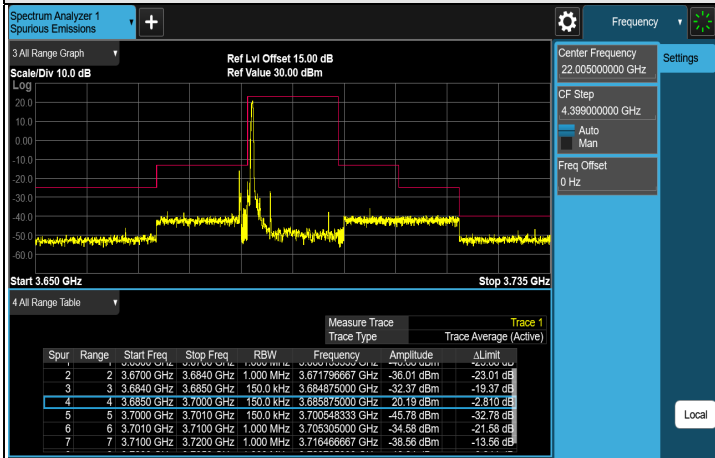 Spectrum Analyzer 1
Spurious Emissions
Frequency
3 All Range Graph
Ref Lvl Offset 15.00 dB
Scale/Div 10.0 dB
Ref Value 30.00 dBm
Log
20.0
10.0
0.00
-10.0
-20.0
-30.0
-40.0
-50.0
-60.0
Start 3.650 GHz
Stop 3.735 GHz
Center Frequency
22.005000000 GHz
Settings
CF Step
4.399000000 GHz
Auto
Man
Freq Offset
0 Hz
4 All Range Table
Measure Trace Trace 1
Trace Type Trace Average (Active)
Spur Range Start Freq Stop Freq RBW Frequency Amplitude ΔLimit
2 2 3.6700 GHz 3.6840 GHz 1.000 MHz 3.671796667 GHz -36.01 dBm -23.01 dB
3 3 3.6840 GHz 3.6850 GHz 150.0 kHz 3.684875000 GHz -32.37 dBm -19.37 dB
4 4 3.6850 GHz 3.7000 GHz 150.0 kHz 3.685875000 GHz 20.19 dBm -2.810 dB
5 5 3.7000 GHz 3.7010 GHz 150.0 kHz 3.700548333 GHz -45.78 dBm -32.78 dB
6 6 3.7010 GHz 3.7100 GHz 1.000 MHz 3.705305000 GHz -34.58 dBm -21.58 dB
7 7 3.7100 GHz 3.7200 GHz 1.000 MHz 3.716466667 GHz -38.56 dBm -13.56 dB
Local